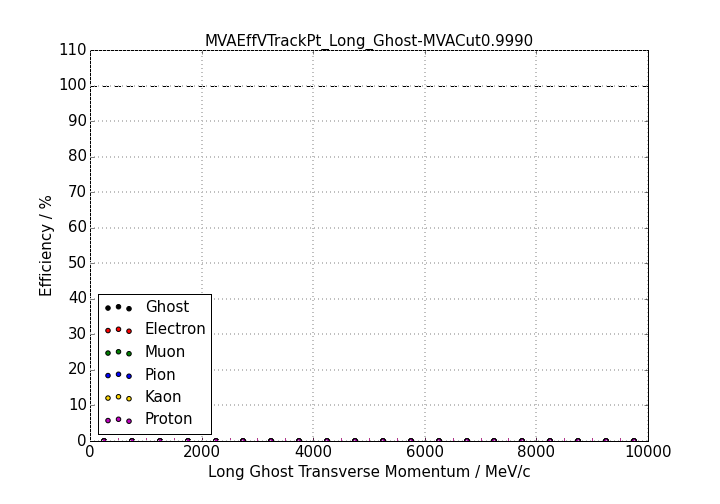 MVAEffVTrackPt_Long_Ghost-MVACut0.9990
110
100
90
80
70
60
50
40
30
20
10
0
Efficiency / %
Ghost
Electron
Muon
Pion
Kaon
Proton
0 2000 4000 6000 8000 10000
Long Ghost Transverse Momentum / MeV/c